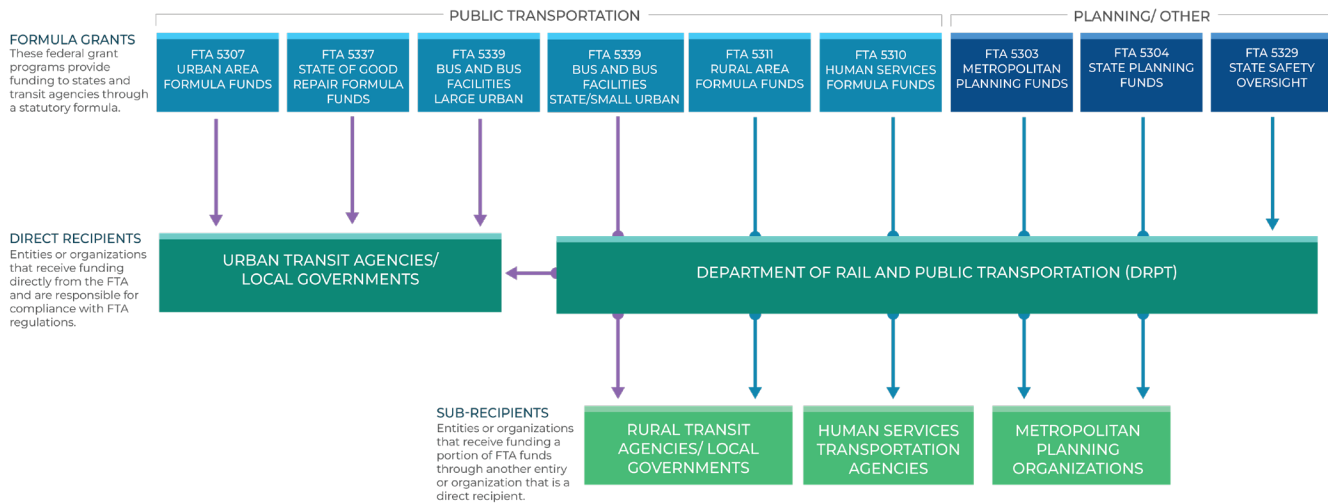 PUBLIC TRANSPORTATION
PLANNING/ OTHER
FORMULA GRANTS
These federal grant
programs provide
funding to states and
transit agencies through
a statutory formula.
FTA 5307
URBAN AREA
FORMULA FUNDS
FTA 5337
STATE OF GOOD
REPAIR FORMULA
FUNDS
FTA 5339
BUS AND BUS
FACILITIES
LARGE URBAN
FTA 5339
BUS AND BUS
FACILITIES
STATE/SMALL URBAN
FTA 5311
RURAL AREA
FORMULA FUNDS
FTA 5310
HUMAN SERVICES
FORMULA FUNDS
FTA 5303
METROPOLITAN
PLANNING FUNDS
FTA 5304
STATE PLANNING
FUNDS
FTA 5329
STATE SAFETY
OVERSIGHT
DIRECT RECIPIENTS
Entities or organizations
that receive funding
directly from the FTA
and are responsible for
compliance with FTA
regulations.
URBAN TRANSIT AGENCIES/
LOCAL GOVERNMENTS
DEPARTMENT OF RAIL AND PUBLIC TRANSPORTATION (DRPT)
SUB-RECIPIENTS
Entities or organizations
that receive funding a
portion of FTA funds
through another entiry
or organization that is a
direct recipient.
RURAL TRANSIT
AGENCIES/ LOCAL
GOVERNMENTS
HUMAN SERVICES
TRANSPORTATION
AGENCIES
METROPOLITAN
PLANNING
ORGANIZATIONS